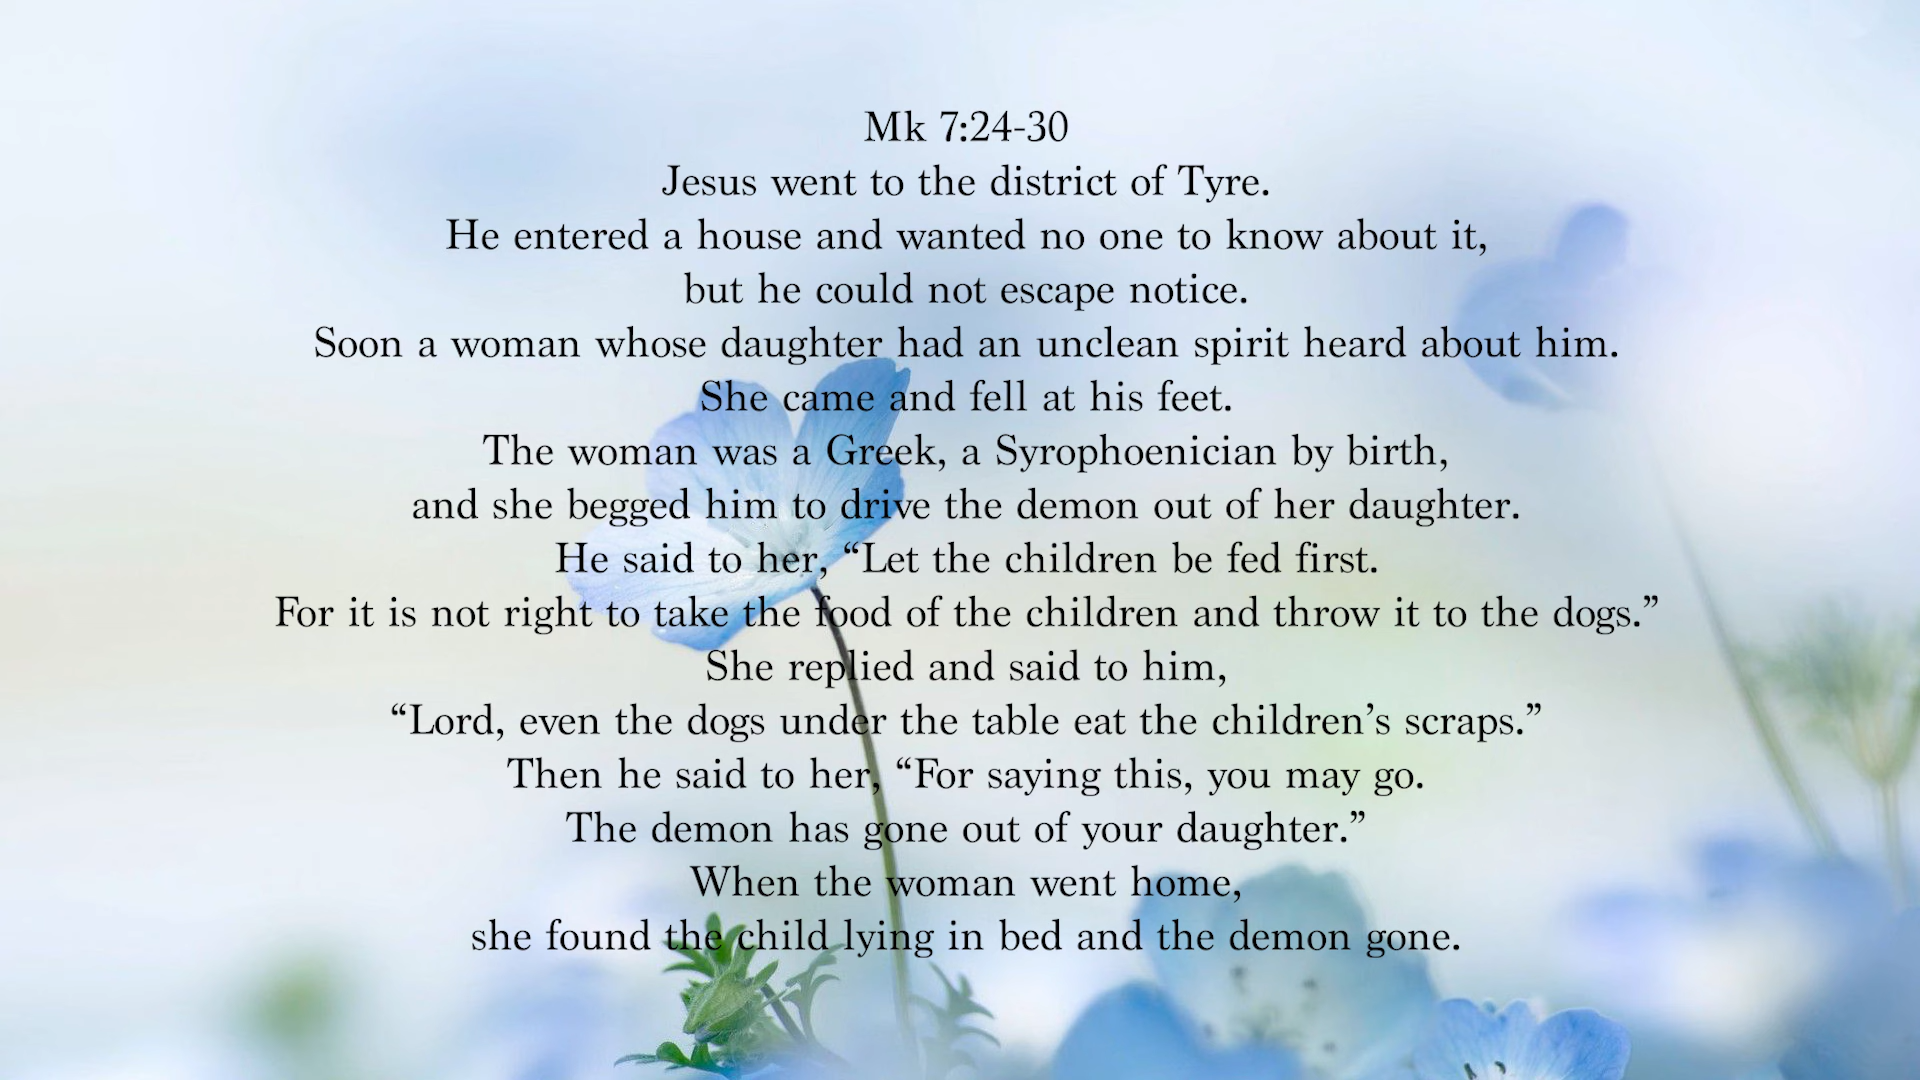 Mk 7:24-30
Jesus went to the district of Tyre.
He entered a house and wanted no one to know about it,
but he could not escape notice.
Soon a woman whose daughter had an unclean spirit heard about him.
She came and fell at his feet.
The woman was a Greek, a Syrophoenician by birth,
and she begged him to drive the demon out of her daughter.
He said to her, “Let the children be fed first.
For it is not right to take the food of the children and throw it to the dogs.”
She replied and said to him,
“Lord, even the dogs under the table eat the children’s scraps.”
Then he said to her, “For saying this, you may go.
The demon has gone out of your daughter.”
When the woman went home,
she found the child lying in bed and the demon gone.